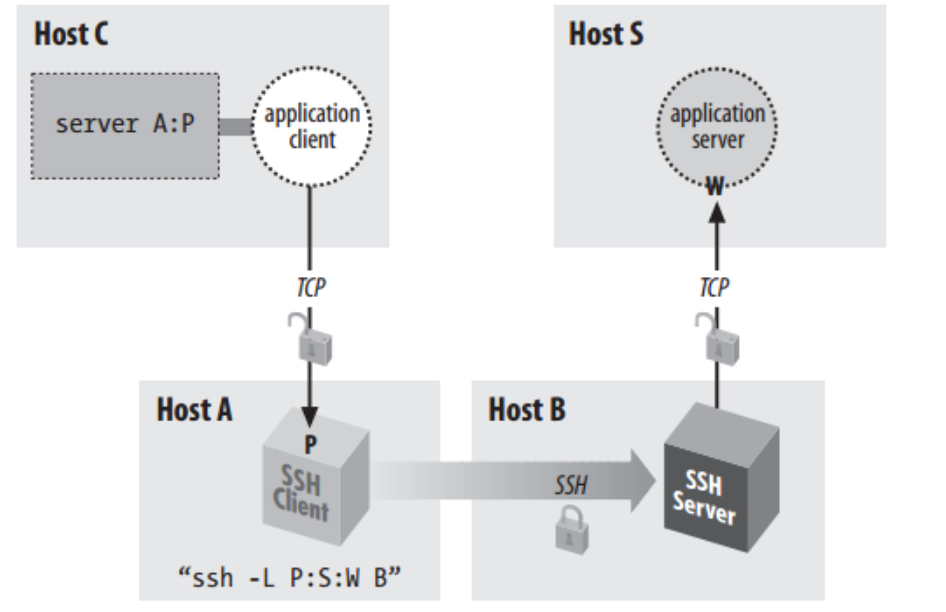 Host C
server A:P
application
client
TCP
Host S
application
server
W
TCP
Host A
P
SSH
Client
"ssh -L P:S:W B"
Host B
SSH
SSH
Server